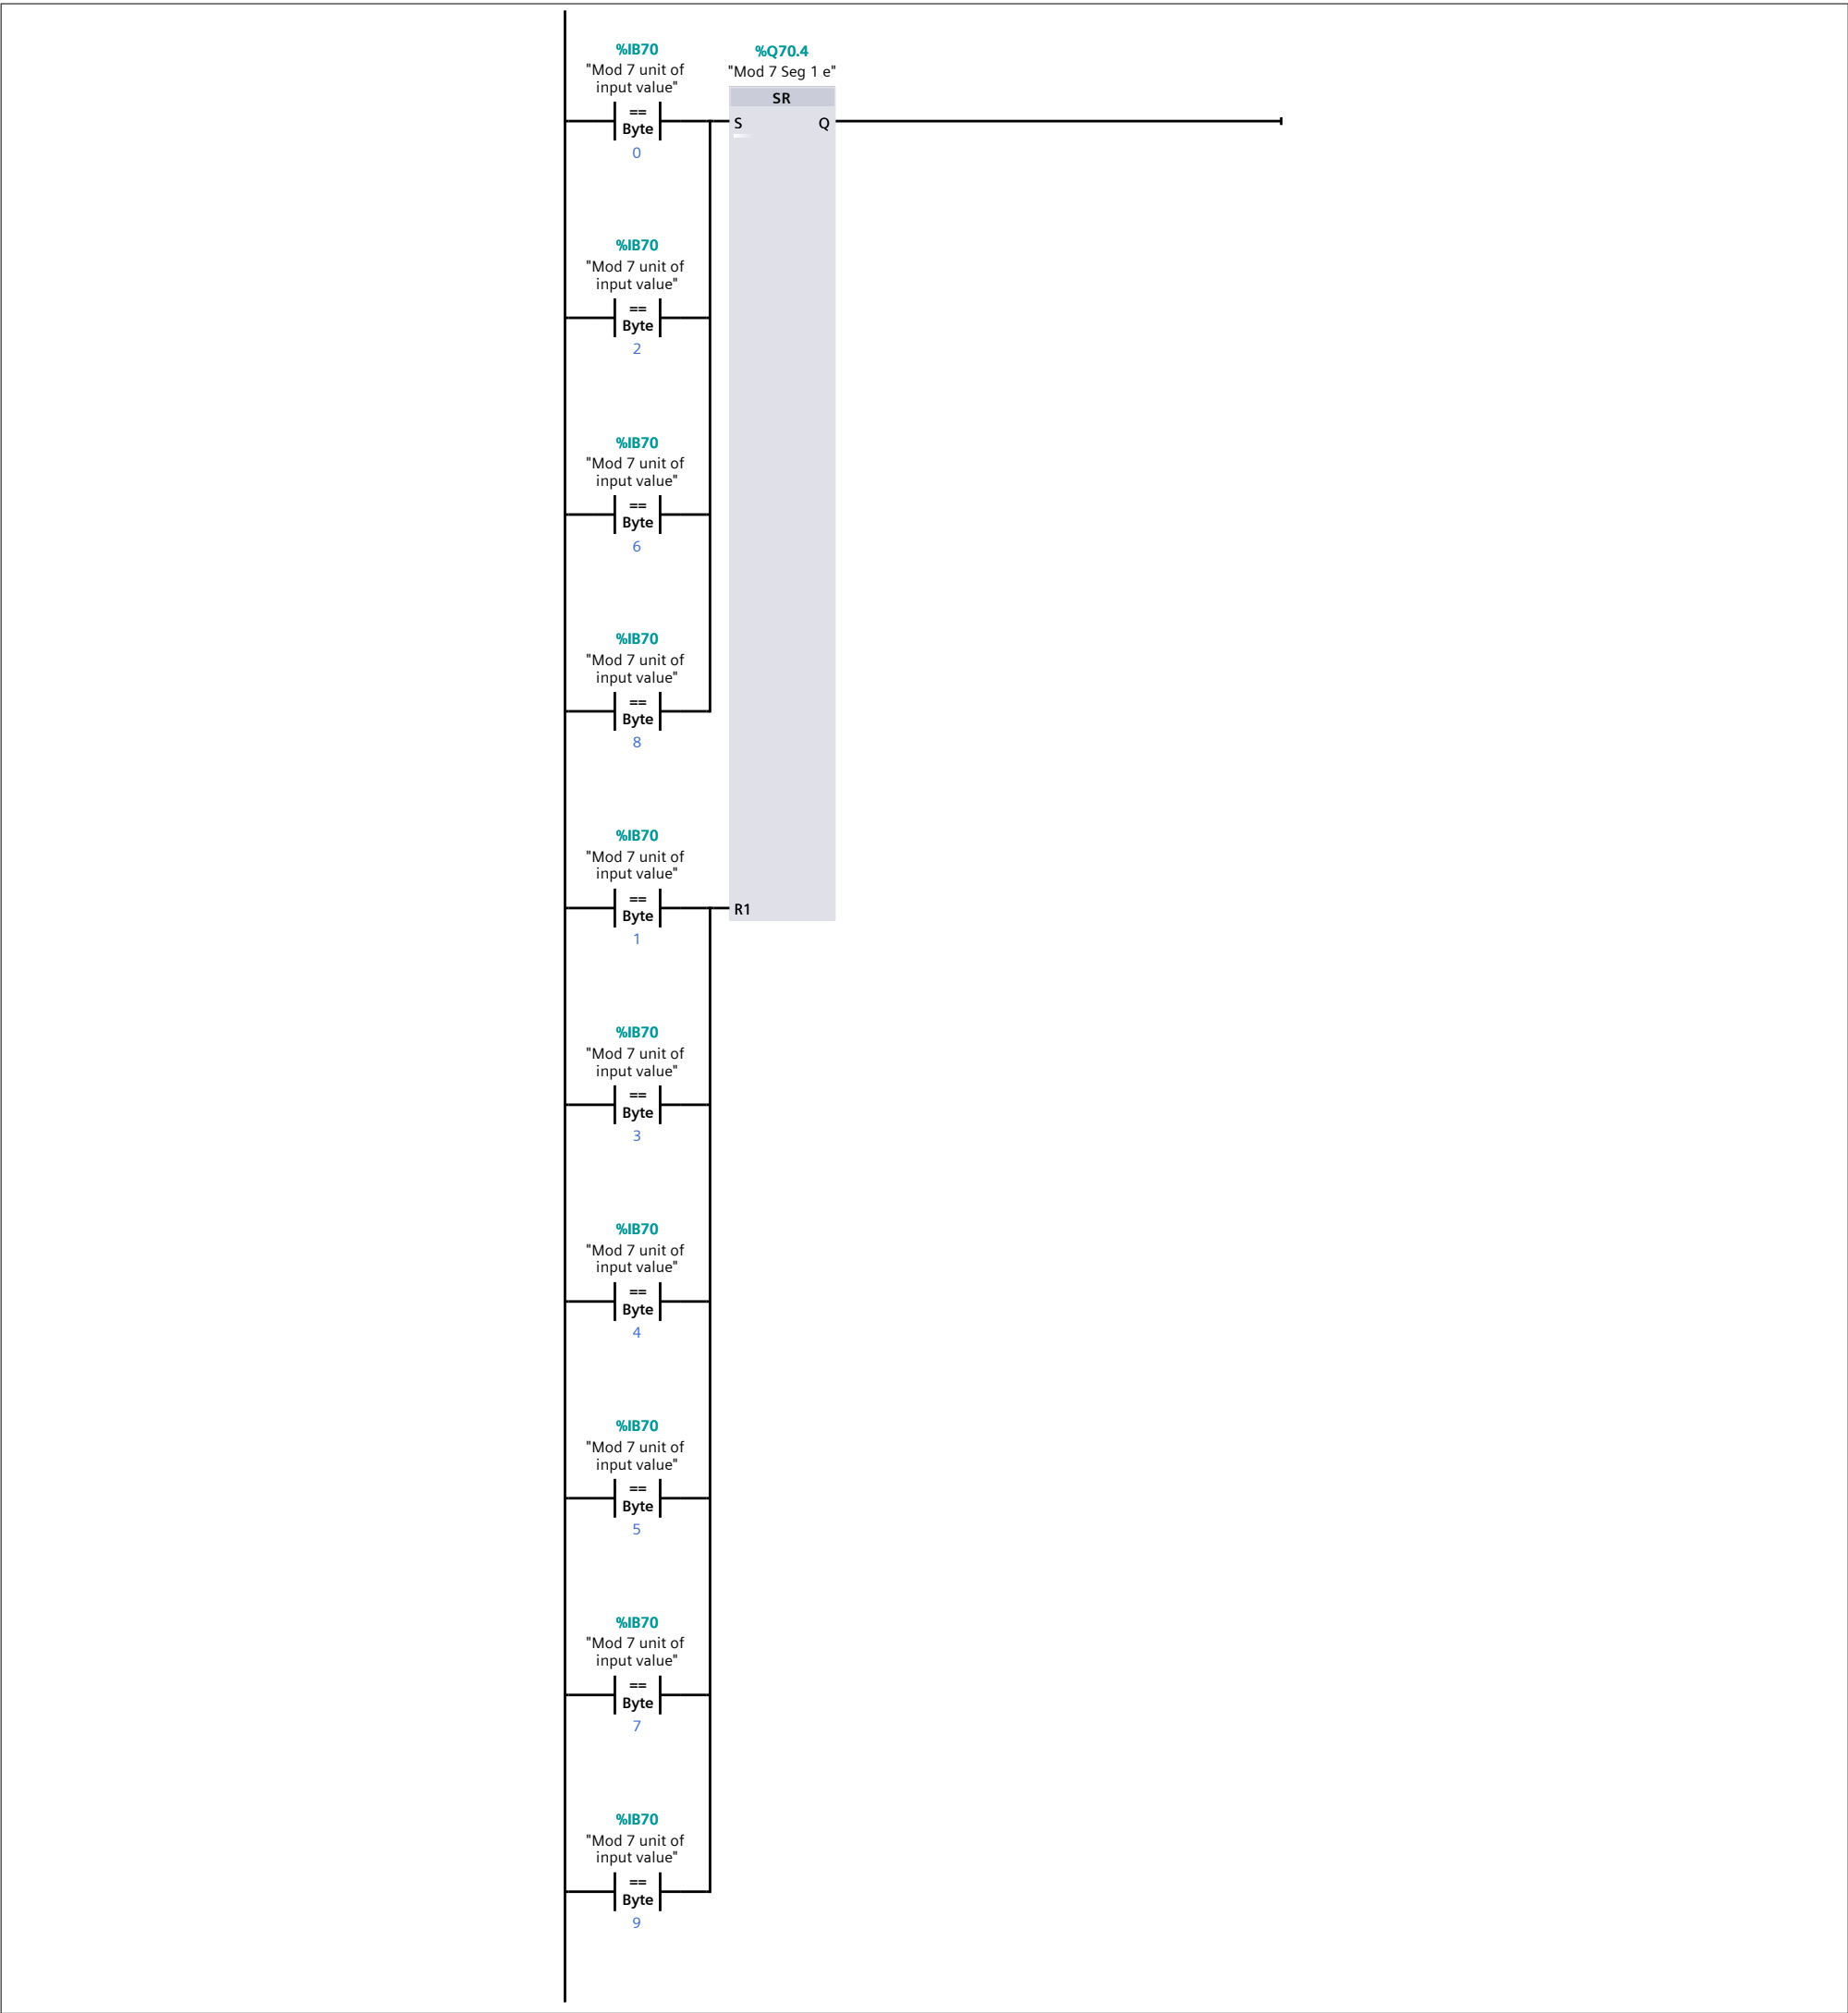 %IB70
"Mod 7 unit of
input value"
==
Byte
0
%Q70.4
"Mod 7 Seg 1 e"
SR
S
Q
%IB70
"Mod 7 unit of
input value"
==
Byte
2
%IB70
"Mod 7 unit of
input value"
==
Byte
6
%IB70
"Mod 7 unit of
input value"
==
Byte
8
%IB70
"Mod 7 unit of
input value"
==
Byte
1
R1
%IB70
"Mod 7 unit of
input value"
==
Byte
3
%IB70
"Mod 7 unit of
input value"
==
Byte
4
%IB70
"Mod 7 unit of
input value"
==
Byte
5
%IB70
"Mod 7 unit of
input value"
==
Byte
7
%IB70
"Mod 7 unit of
input value"
==
Byte
9